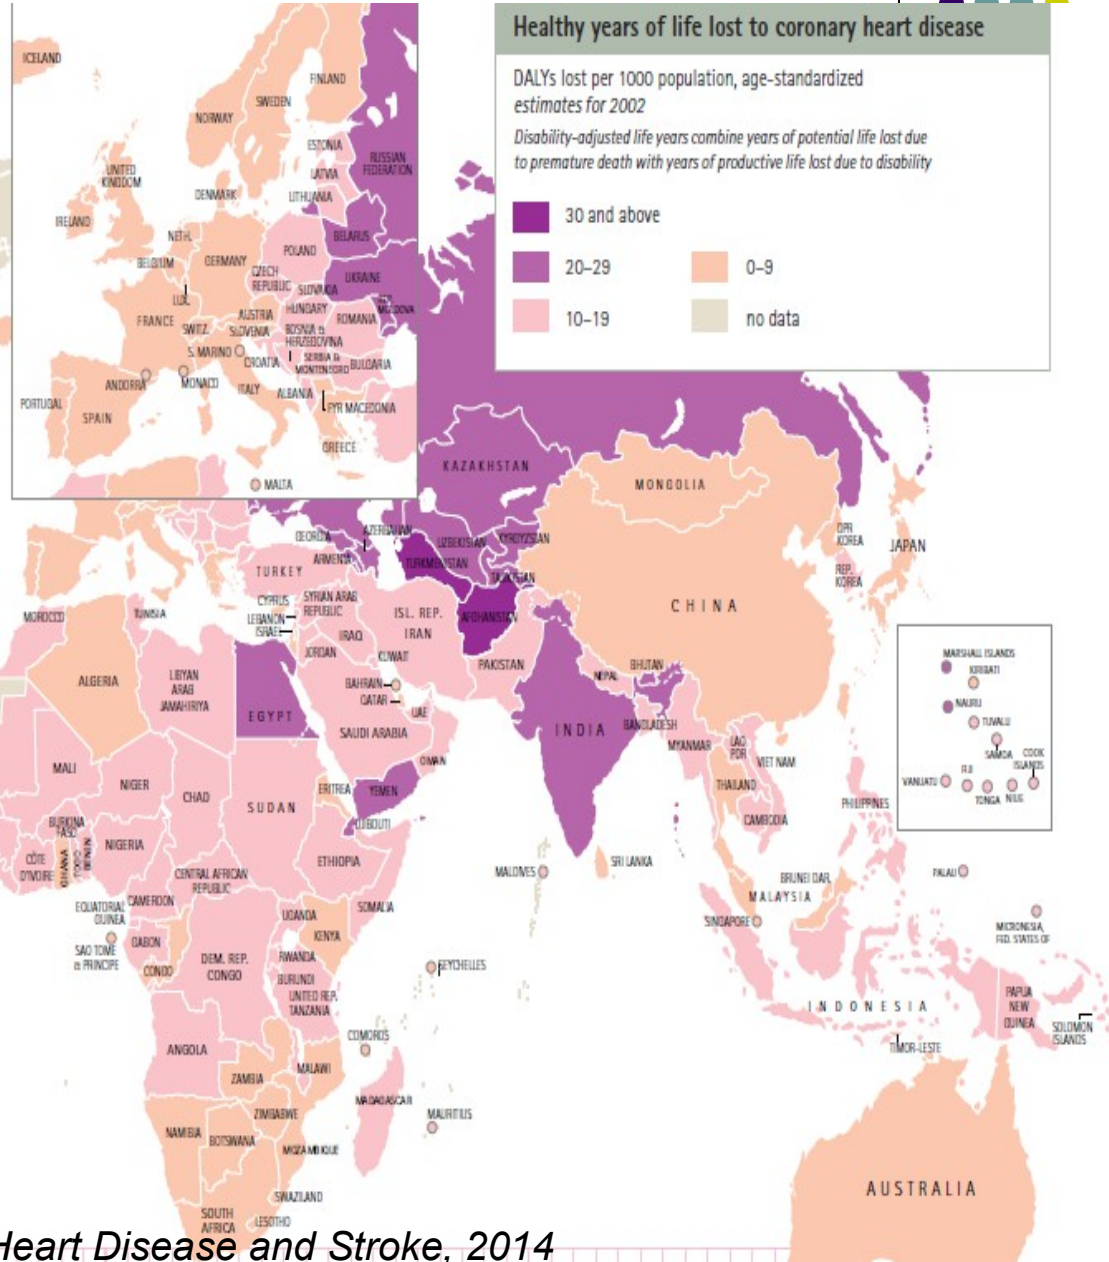 Healthy years of life lost to coronary heart disease
DALYs lost per 1000 population, age-standardized
estimates for 2002
Disability-adjusted life years combine years of potential life lost due
to premature death with years of productive life lost due to disability
30 and above
20–29
0–9
10–19
no data
ICELAND
FINLAND
SWEDEN
NORWAY
ESTONIA
RUSSIAN
FEDERATION
LATVIA
UNITED
KINGDOM
DENMARK
LITHUANIA
IRELAND
NETH.
BELARUS
POLAND
BELGIUM
GERMANY
CZECH
REPUBLIC
UKRAINE
SLOVAKIA
LUX.
REP.
MOLDOVA
HUNGARY
FRANCE
AUSTRIA
ROMANIA
SWITZ.
SLOVENIA
BOSNIA &
HERZEGOVINA
S. MARINO
CROATIA
SERBIA &
MONTENEGRO
BULGARIA
ANDORRA
MONACO
ITALY
ALBANIA
PORTUGAL
FYR MACEDONIA
SPAIN
GREECE
MALTA
KAZAKHSTAN
MONGOLIA
GEORGIA
AZERBAIJAN
UZBEKISTAN
KYRGYZSTAN
DPR
KOREA
JAPAN
ARMENIA
TURKMENISTAN
TURKEY
TAJIKISTAN
REP.
KOREA
CYPRUS
SYRIAN ARAB
REPUBLIC
CHINA
MOROCCO
TUNISIA
LEBANON
ISRAEL
ISL. REP.
IRAN
AFGHANISTAN
IRAQ
JORDAN
KUWAIT
PAKISTAN
BHUTAN
NEPAL
ALGERIA
LIBYAN
ARAB
JAMAHIRIYA
BAHRAIN
QATAR
EGYPT
UAE
INDIA
BANGLADESH
SAUDI ARABIA
MYANMAR
LAO
PDR
OMAN
VIET NAM
MALI
NIGER
CHAD
SUDAN
ERITREA
YEMEN
THAILAND
PHILIPPINES
BURKINA
FASO
DJIBOUTI
CAMBODIA
CÔTE
D'IVOIRE
GHANA
TOGO
BENIN
NIGERIA
ETHIOPIA
SRI LANKA
CENTRAL AFRICAN
REPUBLIC
MALDIVES
BRUNEI DAR.
PALAU
EQUATORIAL
GUINEA
CAMEROON
SOMALIA
MALAYSIA
UGANDA
SINGAPORE
MICRONESIA,
FED. STATES OF
SAO TOME
& PRINCIPE
GABON
KENYA
CONGO
DEM. REP.
CONGO
RWANDA
SEYCHELLES
BURUNDI
UNITED REP.
TANZANIA
INDONESIA
PAPUA
NEW
GUINEA
SOLOMON
ISLANDS
COMOROS
TIMOR-LESTE
ANGOLA
MALAWI
ZAMBIA
MADAGASCAR
MAURITIUS
ZIMBABWE
NAMIBIA
BOTSWANA
MOZAMBIQUE
SWAZILAND
AUSTRALIA
SOUTH
AFRICA
LESOTHO
MARSHALL ISLANDS
KIRIBATI
NAURU
TUVALU
SAMOA
COOK
ISLANDS
VANUATU
FIJI
TONGA
NIUE
Heart Disease and Stroke, 2014